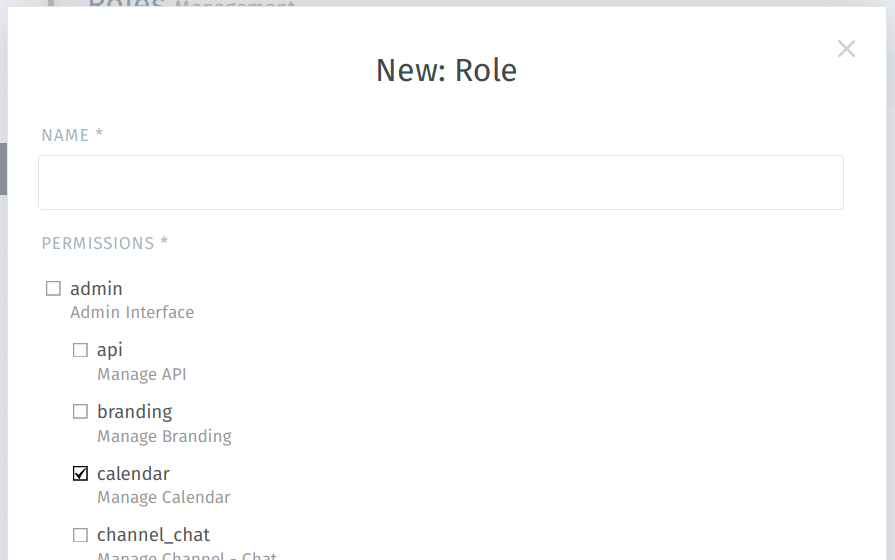 Roles Management
New: Role
NAME *
PERMISSIONS *
admin
Admin Interface
api
Manage API
branding
Manage Branding
calendar
Manage Calendar
channel_chat
Manage Channel - Chat